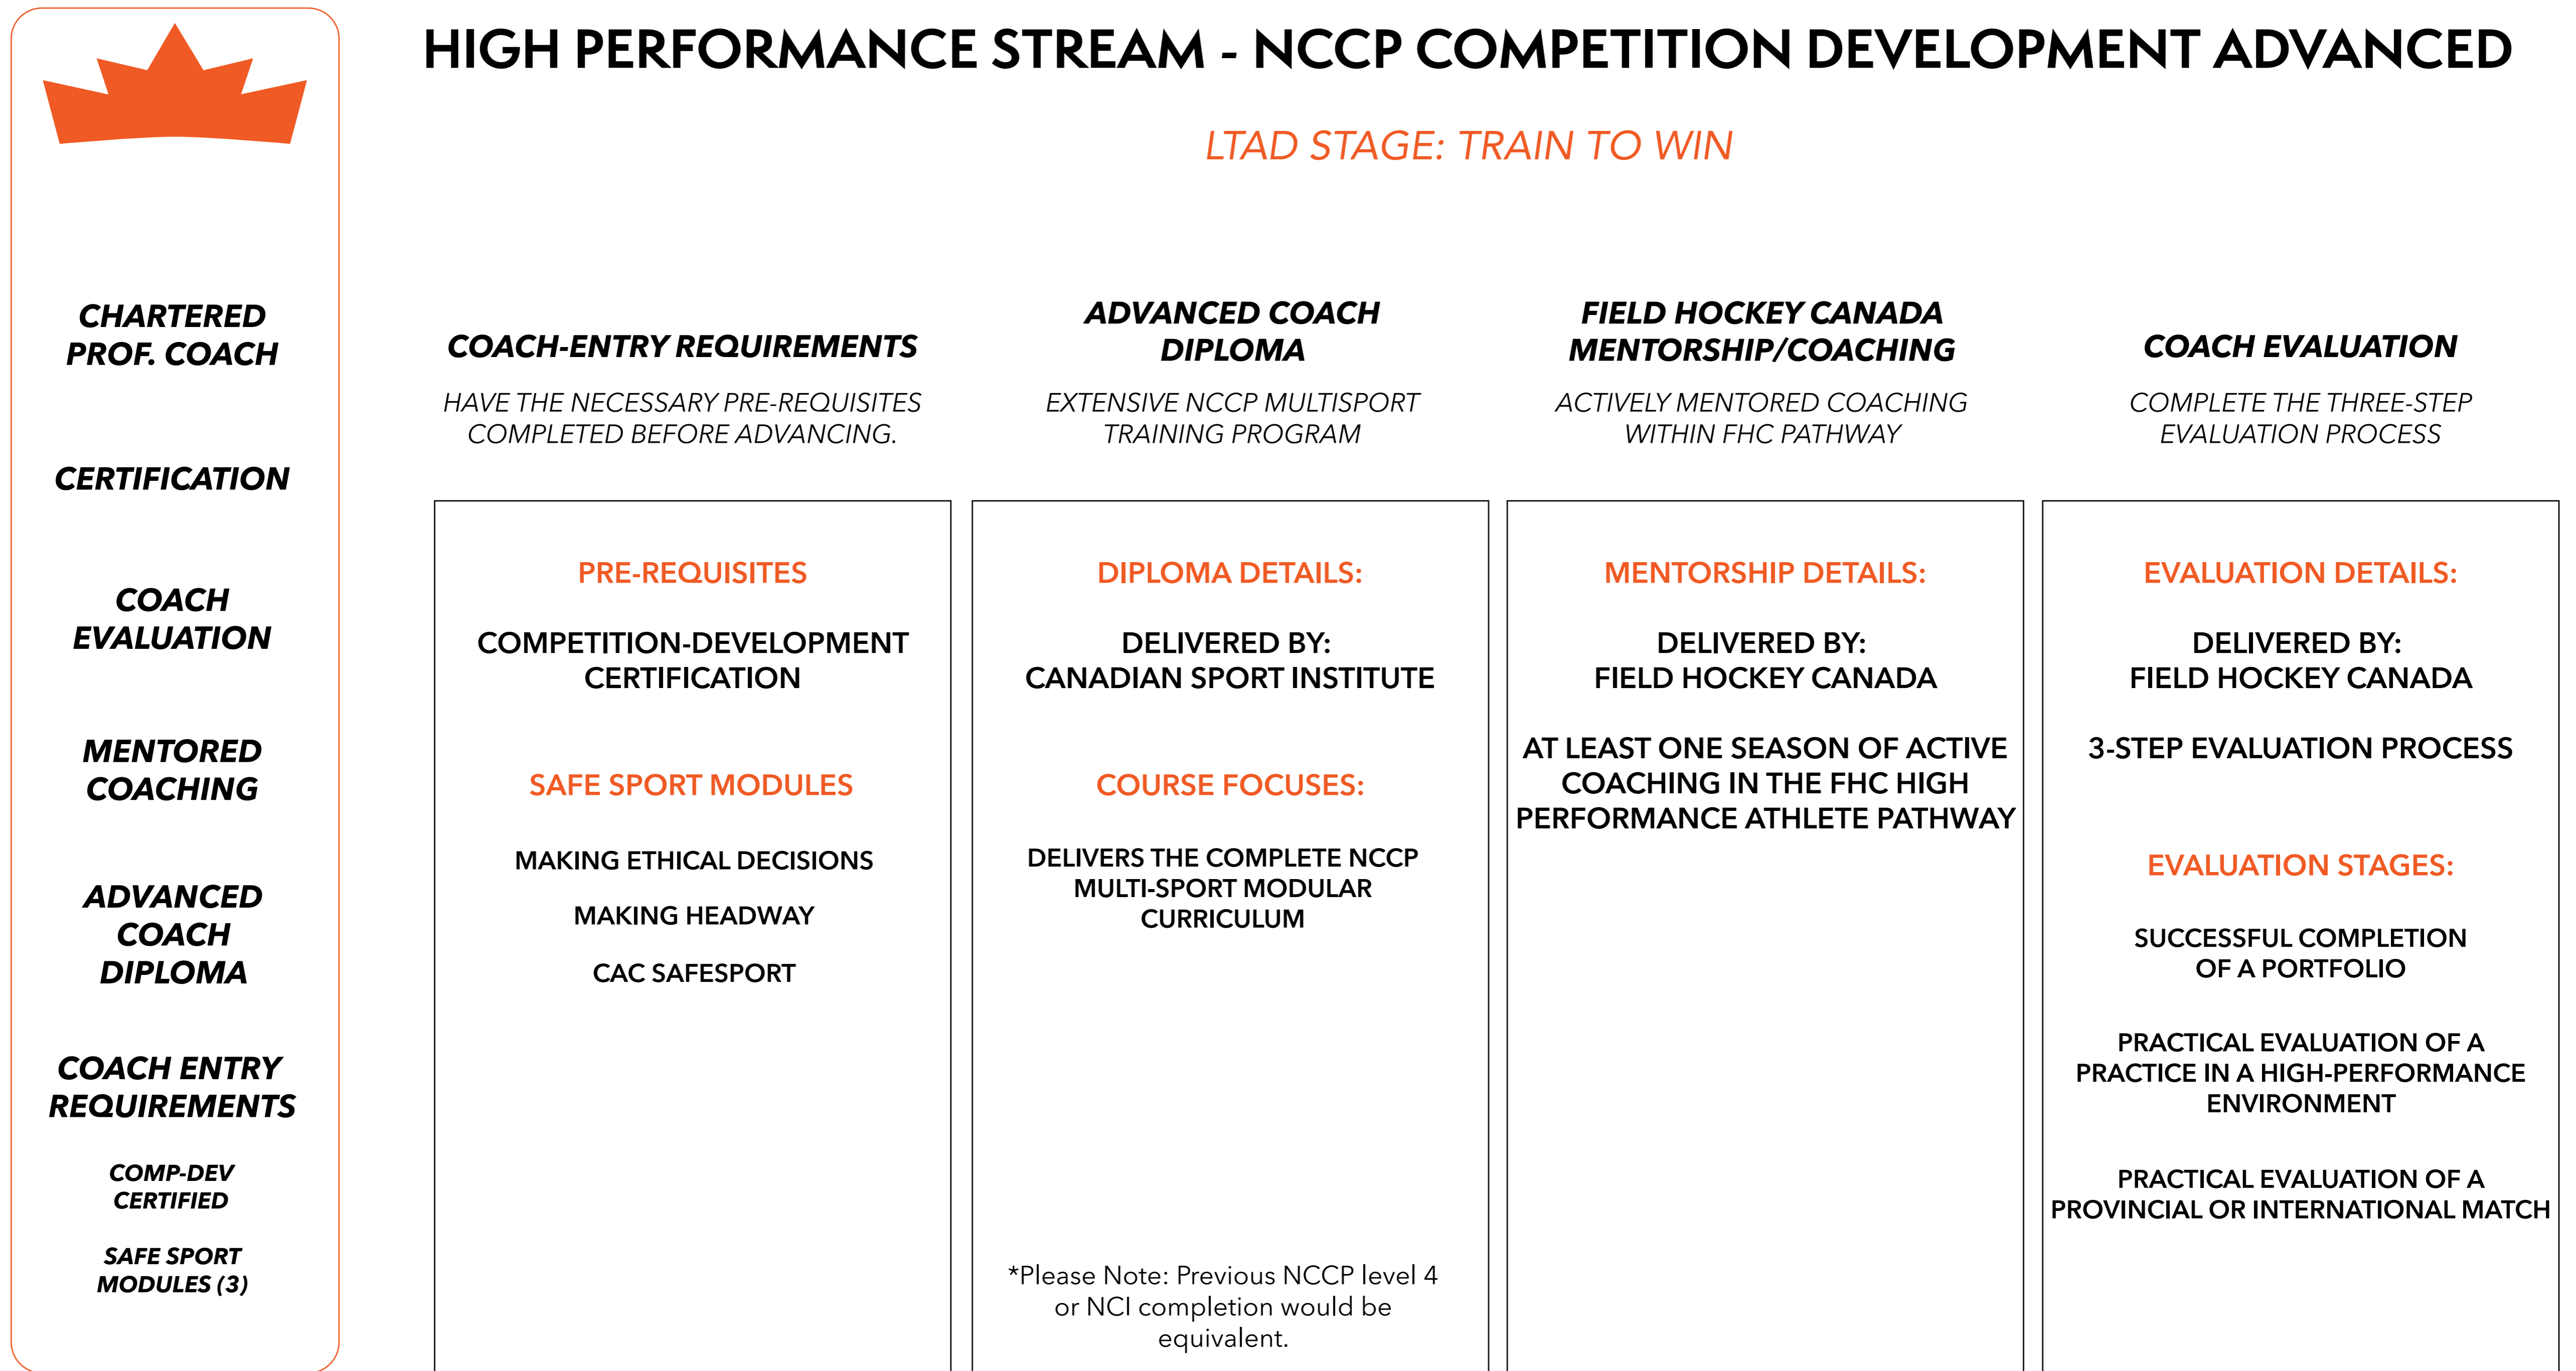 HIGH PERFORMANCE STREAM - NCCP COMPETITION DEVELOPMENT ADVANCED
LTAD STAGE: TRAIN TO WIN
CHARTERED
PROF. COACH
CERTIFICATION
COACH
EVALUATION
MENTORED
COACHING
ADVANCED
COACH
DIPLOMA
COACH ENTRY
REQUIREMENTS
COMP-DEV
CERTIFIED
SAFE SPORT
MODULES (3)
COACH-ENTRY REQUIREMENTS
HAVE THE NECESSARY PRE-REQUISITES
COMPLETED BEFORE ADVANCING.
PRE-REQUISITES
COMPETITION-DEVELOPMENT
CERTIFICATION
SAFE SPORT MODULES
MAKING ETHICAL DECISIONS
MAKING HEADWAY
CAC SAFESPORT
ADVANCED COACH
DIPLOMA
EXTENSIVE NCCP MULTISPORT
TRAINING PROGRAM
DIPLOMA DETAILS:
DELIVERED BY:
CANADIAN SPORT INSTITUTE
COURSE FOCUSES:
DELIVERS THE COMPLETE NCCP
MULTI-SPORT MODULAR
CURRICULUM
*Please Note: Previous NCCP level 4
or NCI completion would be
equivalent.
FIELD HOCKEY CANADA
MENTORSHIP/COACHING
ACTIVELY MENTORED COACHING
WITHIN FHC PATHWAY
MENTORSHIP DETAILS:
DELIVERED BY:
FIELD HOCKEY CANADA
AT LEAST ONE SEASON OF ACTIVE
COACHING IN THE FHC HIGH
PERFORMANCE ATHLETE PATHWAY
COACH EVALUATION
COMPLETE THE THREE-STEP
EVALUATION PROCESS
EVALUATION DETAILS:
DELIVERED BY:
FIELD HOCKEY CANADA
3-STEP EVALUATION PROCESS
EVALUATION STAGES:
SUCCESSFUL COMPLETION
OF A PORTFOLIO
PRACTICAL EVALUATION OF A
PRACTICE IN A HIGH-PERFORMANCE
ENVIRONMENT
PRACTICAL EVALUATION OF A
PROVINCIAL OR INTERNATIONAL MATCH